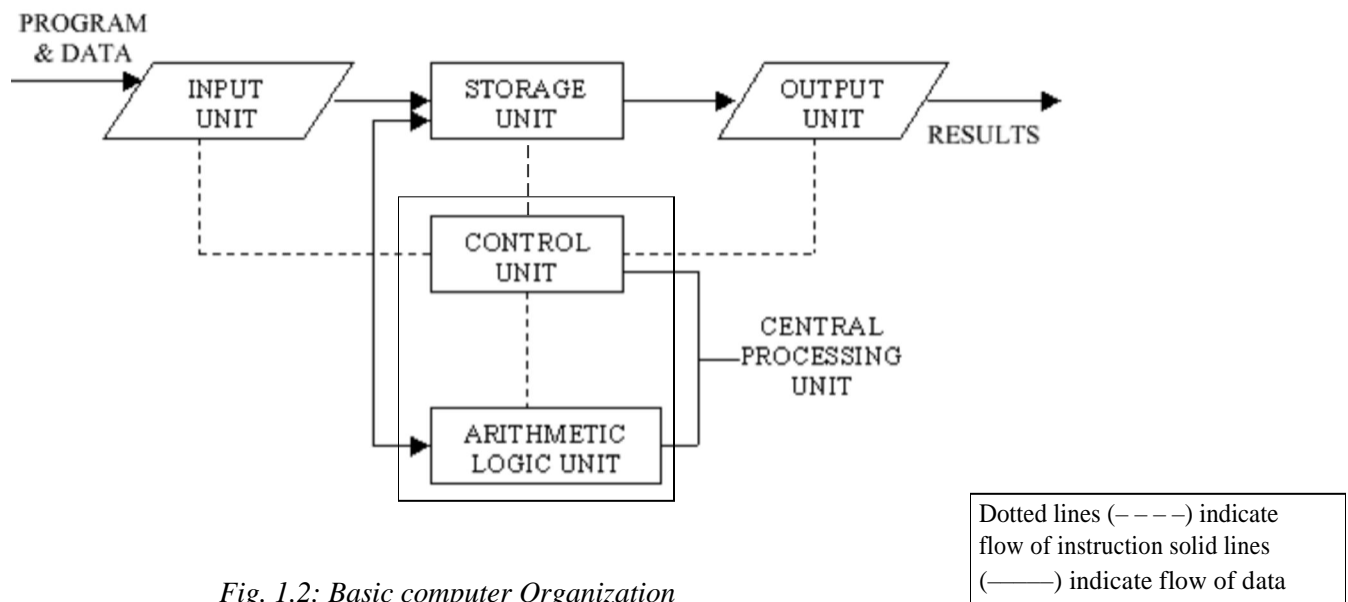 PROGRAM
& DATA
INPUT
UNIT
STORAGE
UNIT
OUTPUT
UNIT
RESULTS
CONTROL
UNIT
CENTRAL
PROCESSING
UNIT
ARITHMETIC
LOGIC UNIT
Dotted lines (– – – –) indicate
flow of instruction solid lines
(———) indicate flow of data
Fig. 1.2: Basic computer Organization